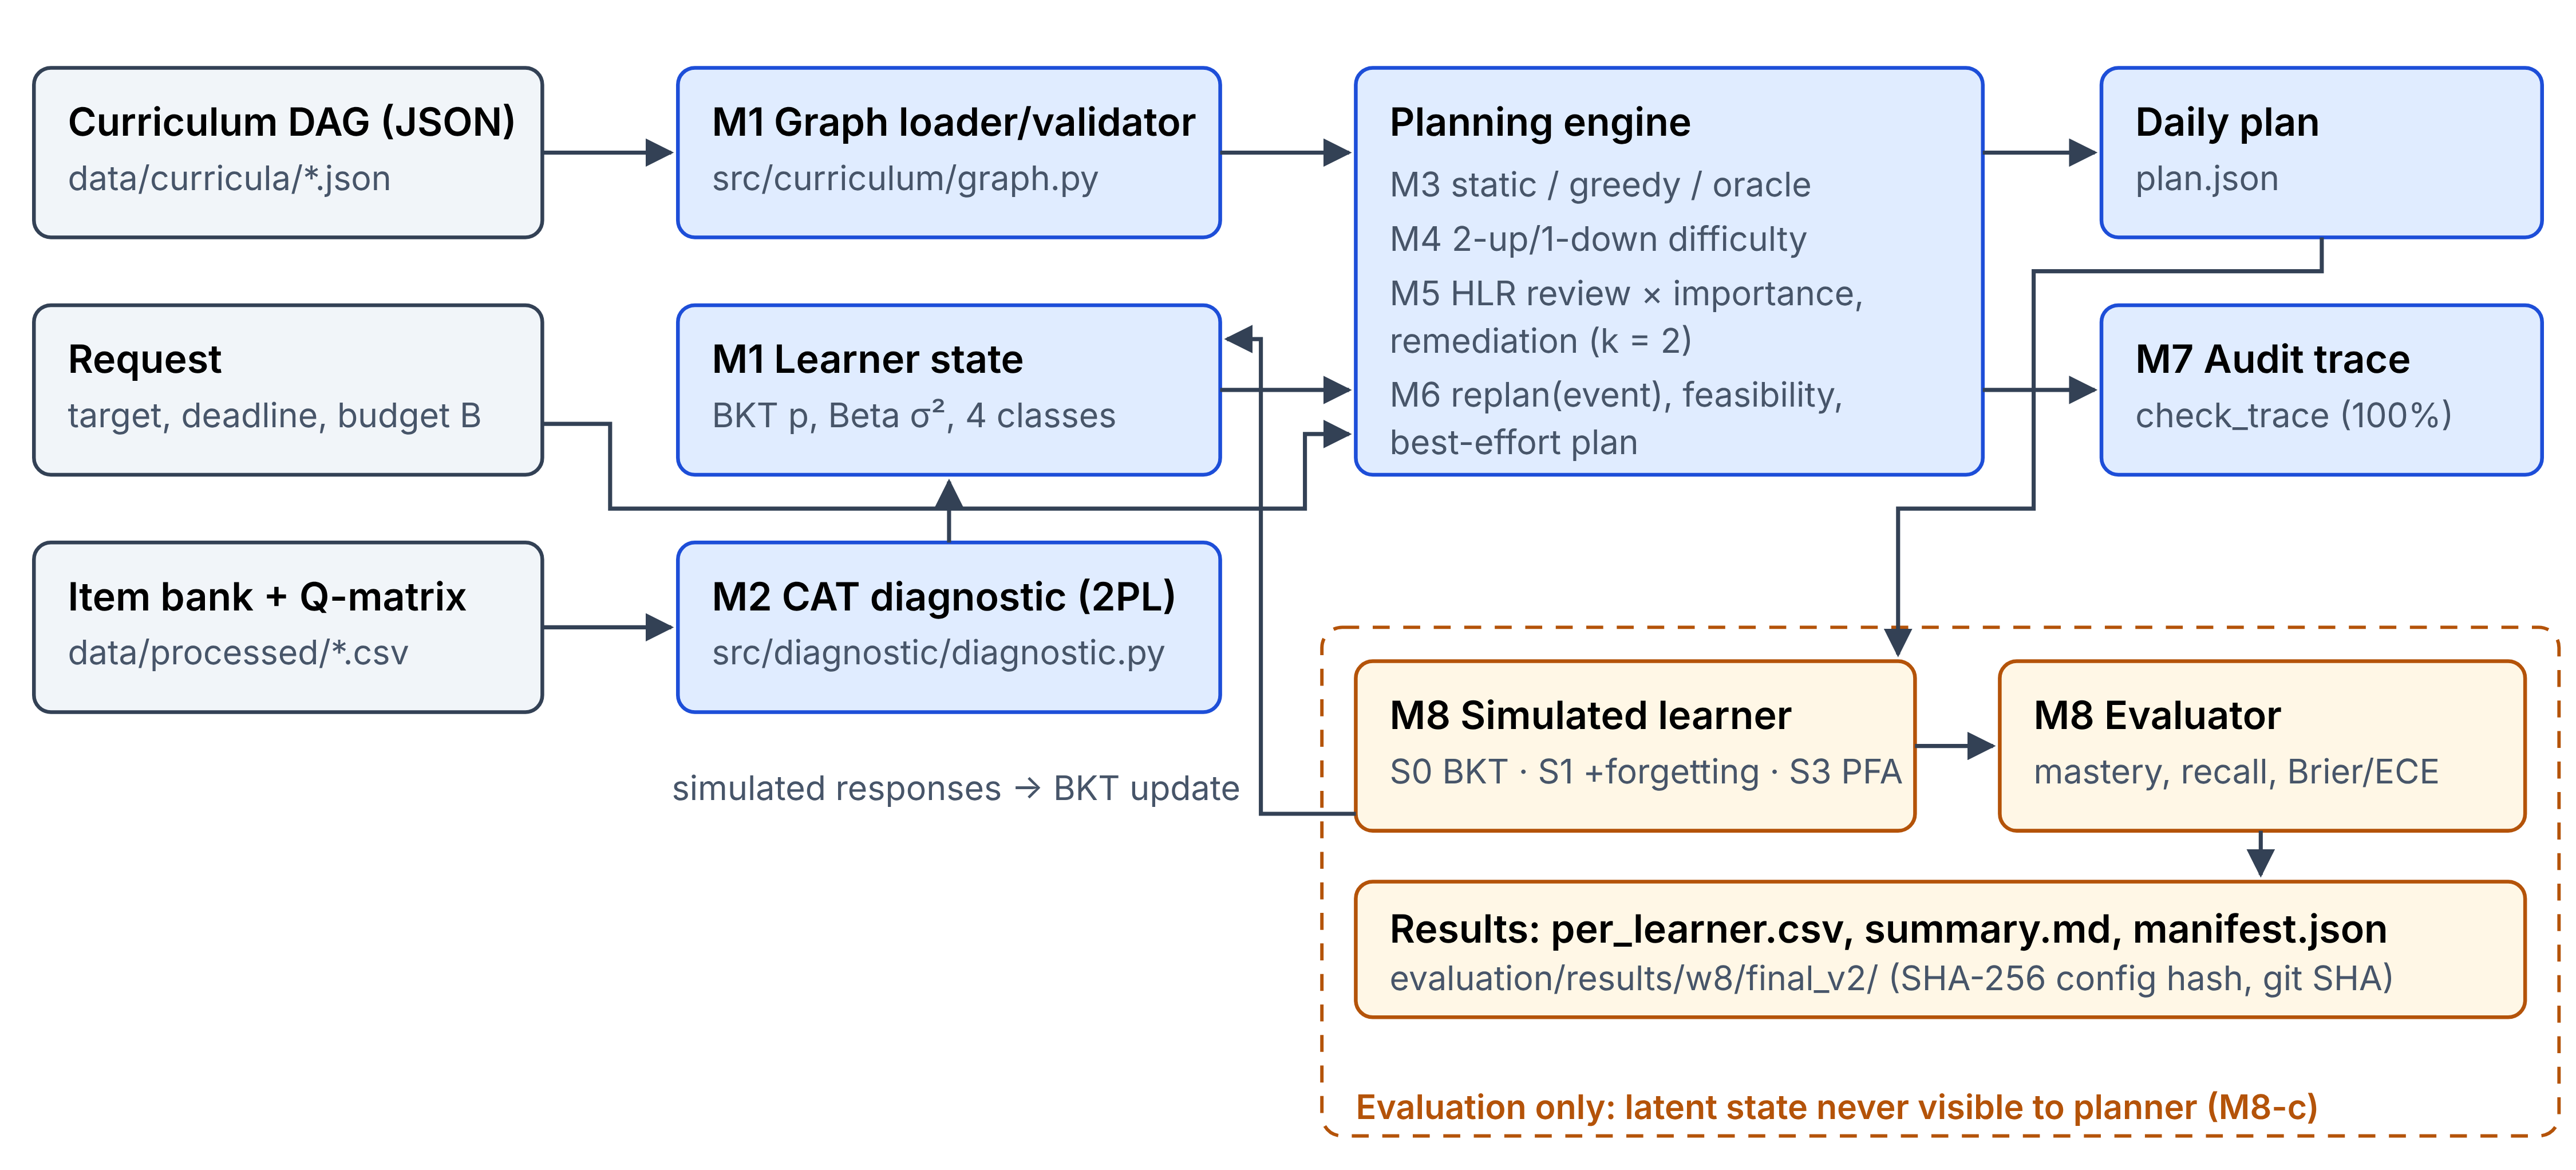 Curriculum DAG (JSON)
data/curricula/*.json
M1 Graph loader/validator
src/curriculum/graph.py
Planning engine
M3 static / greedy / oracle
M4 2-up/1-down difficulty
M5 HLR review × importance,
remediation (k = 2)
M6 replan(event), feasibility,
best-effort plan
Daily plan
plan.json
Request
target, deadline, budget B
M1 Learner state
BKT p, Beta σ², 4 classes
M7 Audit trace
check_trace (100%)
Item bank + Q-matrix
data/processed/*.csv
M2 CAT diagnostic (2PL)
src/diagnostic/diagnostic.py
simulated responses → BKT update
M8 Simulated learner
S0 BKT · S1 +forgetting · S3 PFA
M8 Evaluator
mastery, recall, Brier/ECE
Results: per_learner.csv, summary.md, manifest.json
evaluation/results/w8/final_v2/ (SHA-256 config hash, git SHA)
Evaluation only: latent state never visible to planner (M8-c)